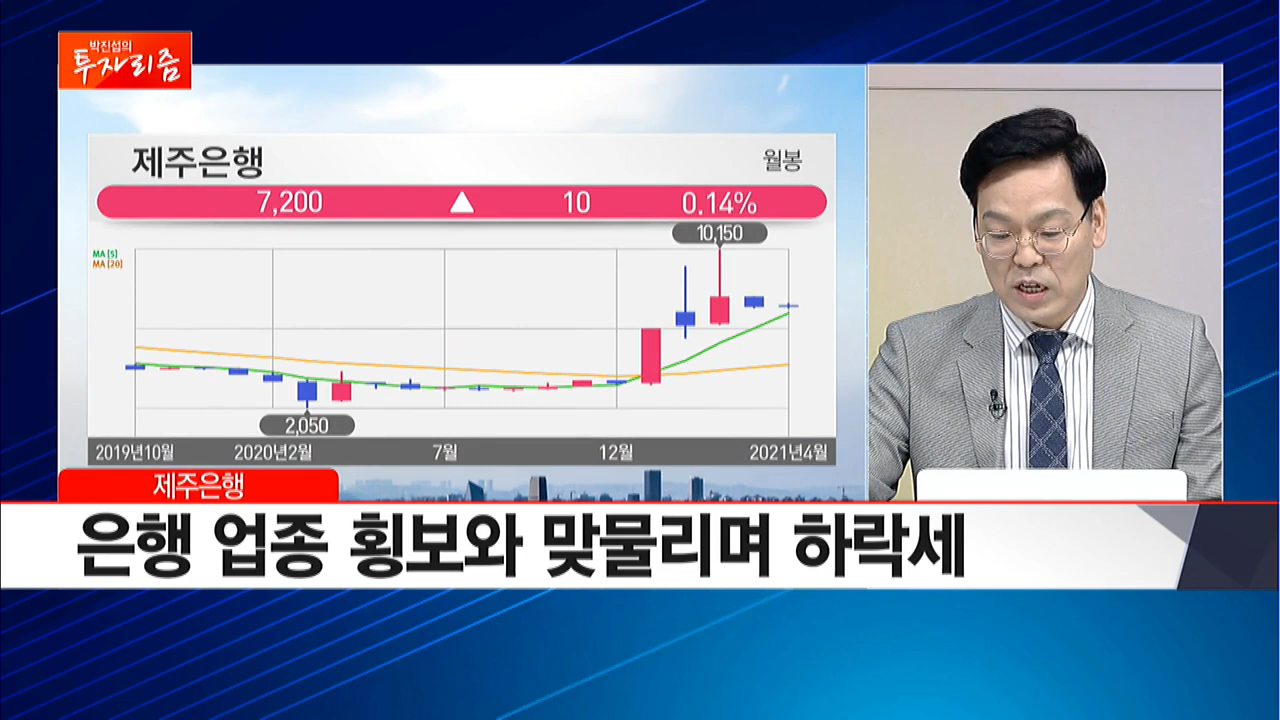 박진섭의
투자리즘
제주은행
월봉
7,200 ▲ 10 0.14%
10,150
MA [5]
MA [20]
2,050
2019년10월 2020년2월 7월 12월 2021년4월
제주은행
은행 업종 횡보와 맞물리며 하락세